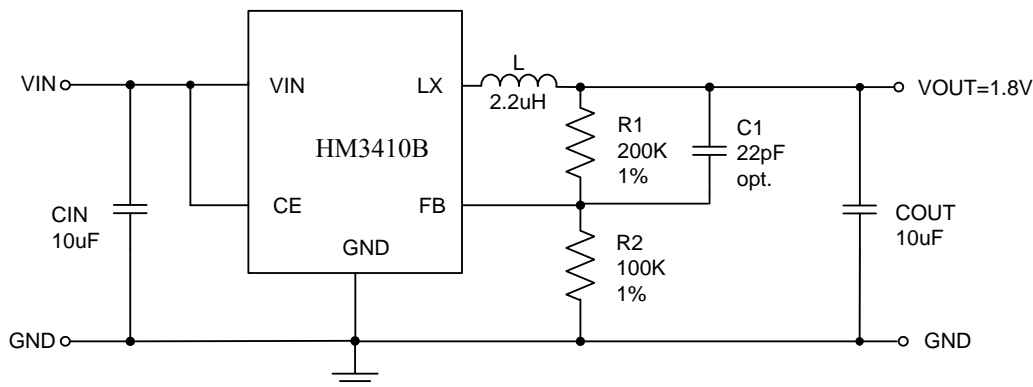 VIN
VIN
LX
L
2.2uH
VOUT=1.8V
HM3410B
R1
200K
1%
C1
22pF
opt.
CE
FB
CIN
10uF
GND
R2
100K
1%
COUT
10uF
GND
GND